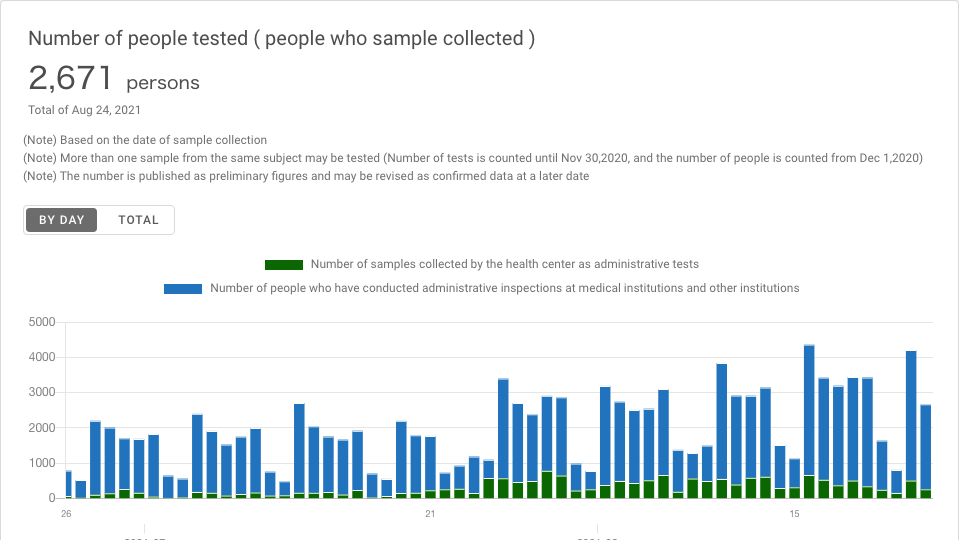 Number of people tested ( people who sample collected )
2,671 persons
Total of Aug 24, 2021
(Note) Based on the date of sample collection
(Note) More than one sample from the same subject may be tested (Number of tests is counted until Nov 30,2020, and the number of people is counted from Dec 1,2020)
(Note) The number is published as preliminary figures and may be revised as confirmed data at a later date
BY DAY TOTAL
Number of samples collected by the health center as administrative tests
Number of people who have conducted administrative inspections at medical institutions and other institutions
5000
4000
3000
2000
1000
0
26 21 15